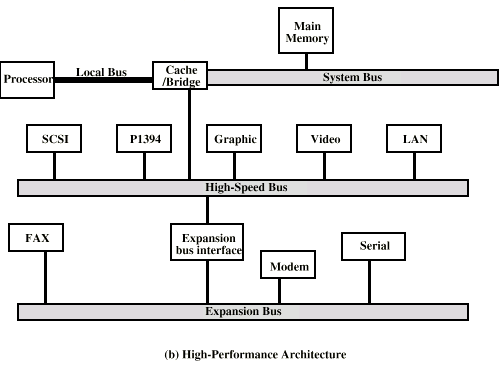 Main
Memory
Processor
Local Bus
Cache
/Bridge
System Bus
SCSI
P1394
Graphic
Video
LAN
High-Speed Bus
FAX
Expansion
bus interface
Modem
Serial
Expansion Bus
(b) High-Performance Architecture